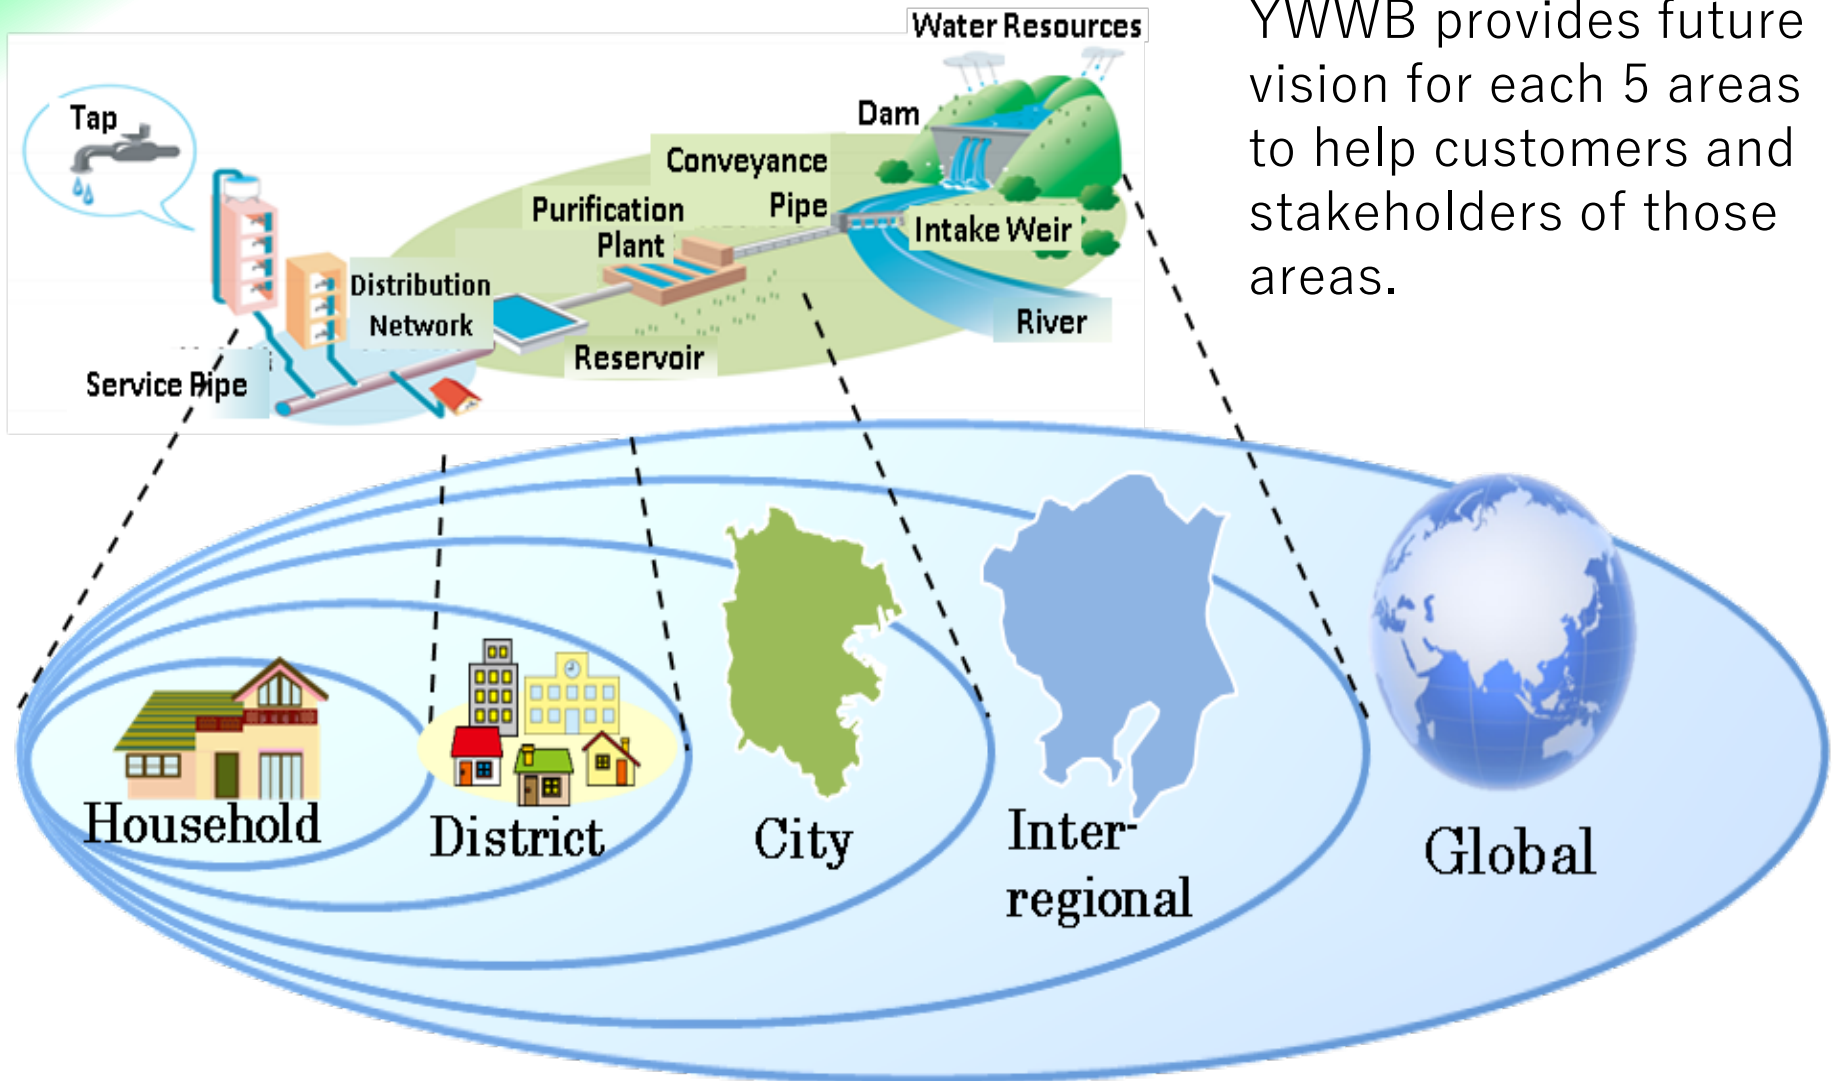 Water Resources
YWWB provides future
vision for each 5 areas
to help customers and
stakeholders of those
areas.
Tap
Dam
Conveyance
Pipe
Purification
Plant
Intake Weir
Distribution
Network
River
Reservoir
Service Pipe
Household
District
City
Inter-
regional
Global